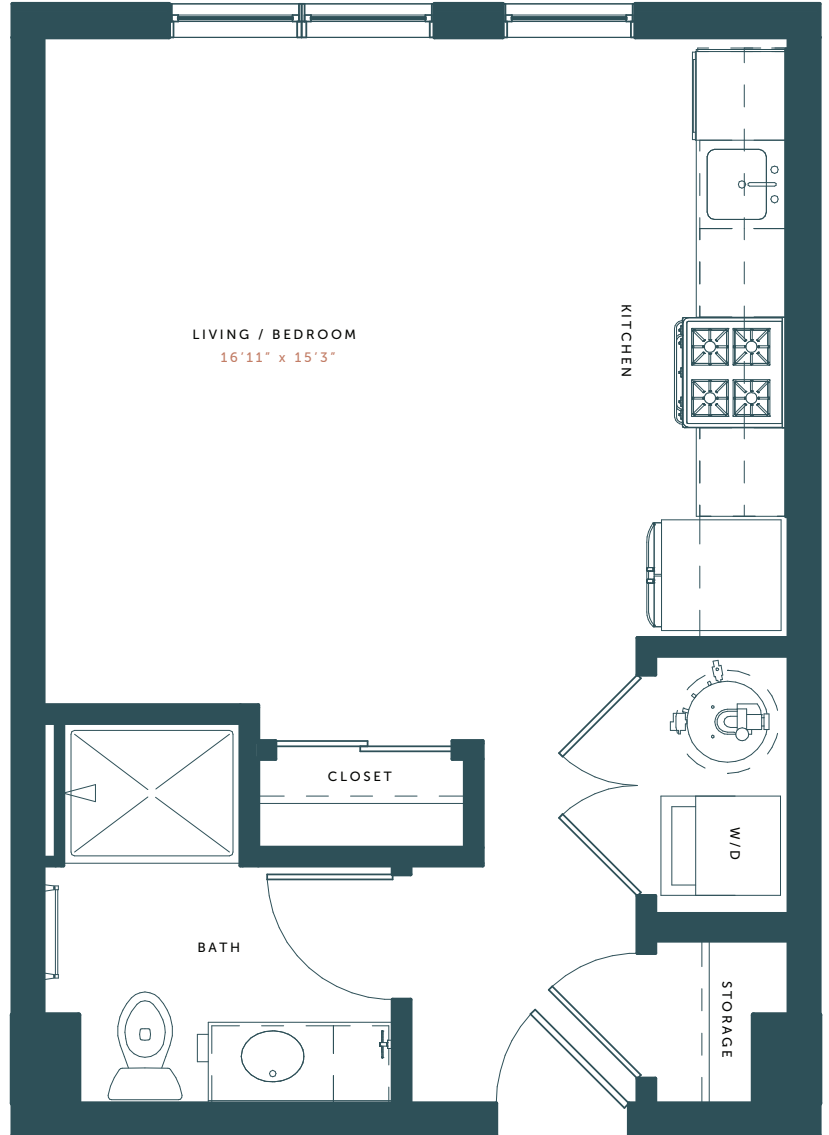 LIVING / BEDROOM
16'11" x 15'3"
KITCHEN
CLOSET
W/D
BATH
STORAGE